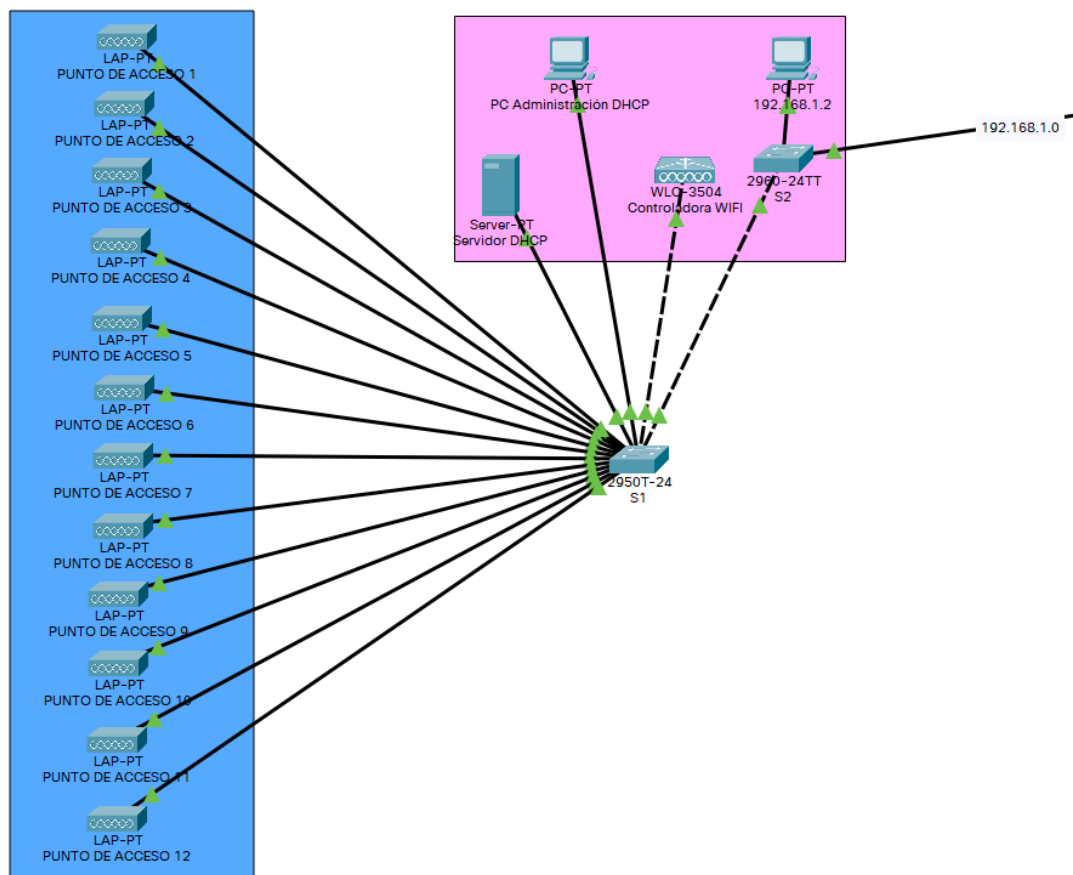 LAP-PT
PUNTO DE ACCESO 1
LAP-PT
PUNTO DE ACCESO 2
LAP-PT
PUNTO DE ACCESO 3
LAP-PT
PUNTO DE ACCESO 4
LAP-PT
PUNTO DE ACCESO 5
LAP-PT
PUNTO DE ACCESO 6
LAP-PT
PUNTO DE ACCESO 7
LAP-PT
PUNTO DE ACCESO 8
LAP-PT
PUNTO DE ACCESO 9
LAP-PT
PUNTO DE ACCESO 10
LAP-PT
PUNTO DE ACCESO 11
LAP-PT
PUNTO DE ACCESO 12
PC-PT
PC Administración DHCP
PC-PT
192.168.1.2
Server-PT
Servidor DHCP
WLC-3504
Controladora WIFI
2960-24TT
S2
192.168.1.0
2950T-24
S1